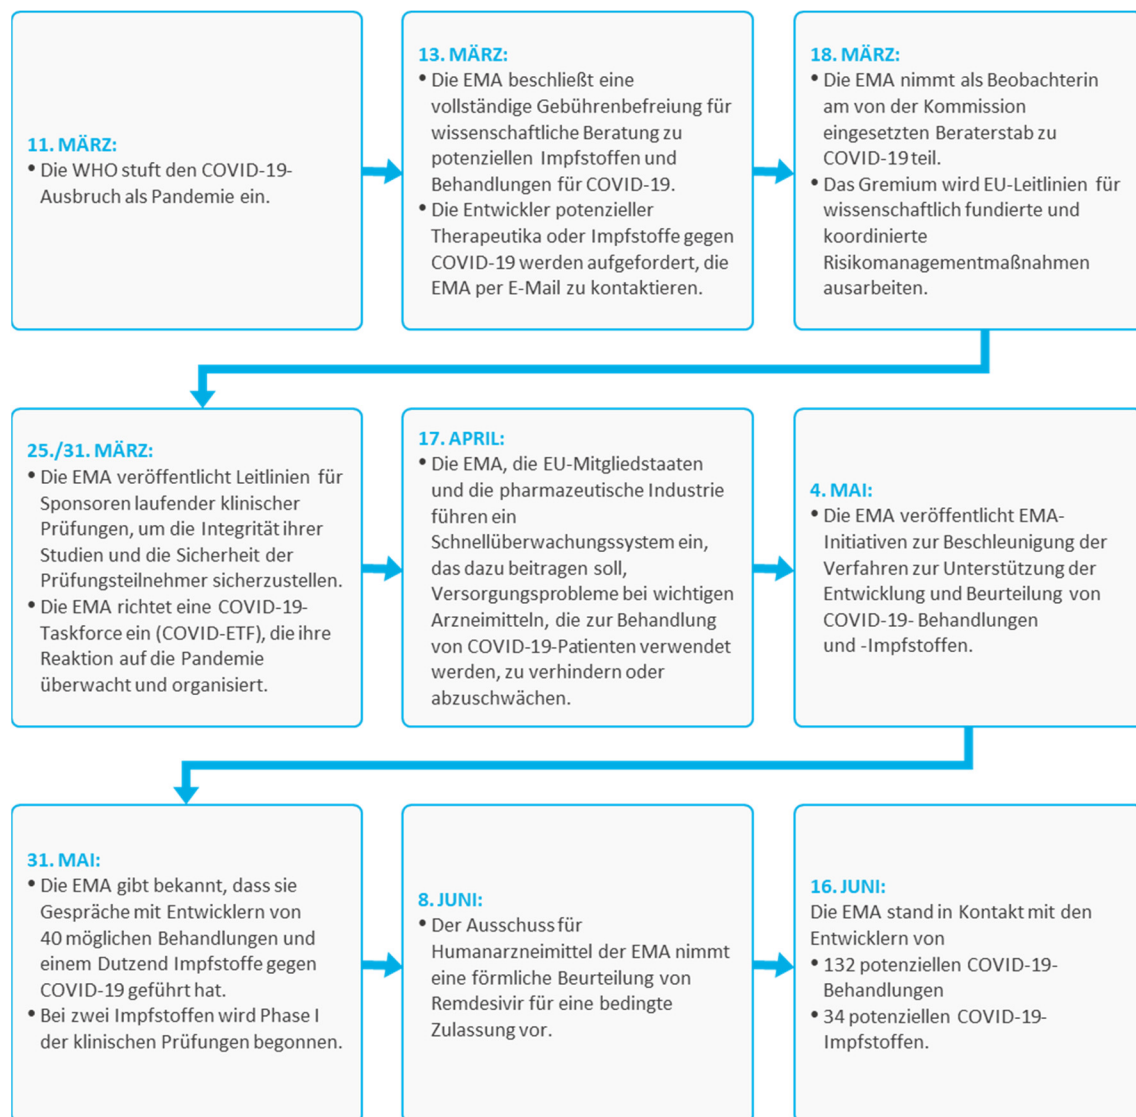 11. MÄRZ:
• Die WHO stuft den COVID-19-
Ausbruch als Pandemie ein.
13. MÄRZ:
• Die EMA beschließt eine
vollständige Gebührenbefreiung für
wissenschaftliche Beratung zu
potenziellen Impfstoffen und
Behandlungen für COVID-19.
• Die Entwickler potenzieller
Therapeutika oder Impfstoffe gegen
COVID-19 werden aufgefordert, die
EMA per E-Mail zu kontaktieren.
18. MÄRZ:
• Die EMA nimmt als Beobachterin
am von der Kommission
eingesetzten Beraterstab zu
COVID-19 teil.
• Das Gremium wird EU-Leitlinien für
wissenschaftlich fundierte und
koordinierte
Risikomanagementmaßnahmen
ausarbeiten.
25./31. MÄRZ:
• Die EMA veröffentlicht Leitlinien für
Sponsoren laufender klinischer
Prüfungen, um die Integrität ihrer
Studien und die Sicherheit der
Prüfungsteilnehmer sicherzustellen.
• Die EMA richtet eine COVID-19-
Taskforce ein (COVID-ETF), die ihre
Reaktion auf die Pandemie
überwacht und organisiert.
17. APRIL:
• Die EMA, die EU-Mitgliedstaaten
und die pharmazeutische Industrie
führen ein
Schnellüberwachungssystem ein,
das dazu beitragen soll,
Versorgungsprobleme bei wichtigen
Arzneimitteln, die zur Behandlung
von COVID-19-Patienten verwendet
werden, zu verhindern oder
abzuschwächen.
4. MAI:
• Die EMA veröffentlicht EMA-
Initiativen zur Beschleunigung der
Verfahren zur Unterstützung der
Entwicklung und Beurteilung von
COVID-19- Behandlungen
und -Impfstoffen.
31. MAI:
• Die EMA gibt bekannt, dass sie
Gespräche mit Entwicklern von
40 möglichen Behandlungen und
einem Dutzend Impfstoffe gegen
COVID-19 geführt hat.
• Bei zwei Impfstoffen wird Phase I
der klinischen Prüfungen begonnen.
8. JUNI:
• Der Ausschuss für
Humanarzneimittel der EMA nimmt
eine förmliche Beurteilung von
Remdesivir für eine bedingte
Zulassung vor.
16. JUNI:
Die EMA stand in Kontakt mit den
Entwicklern von
• 132 potenziellen COVID-19-
Behandlungen
• 34 potenziellen COVID-19-
Impfstoffen.